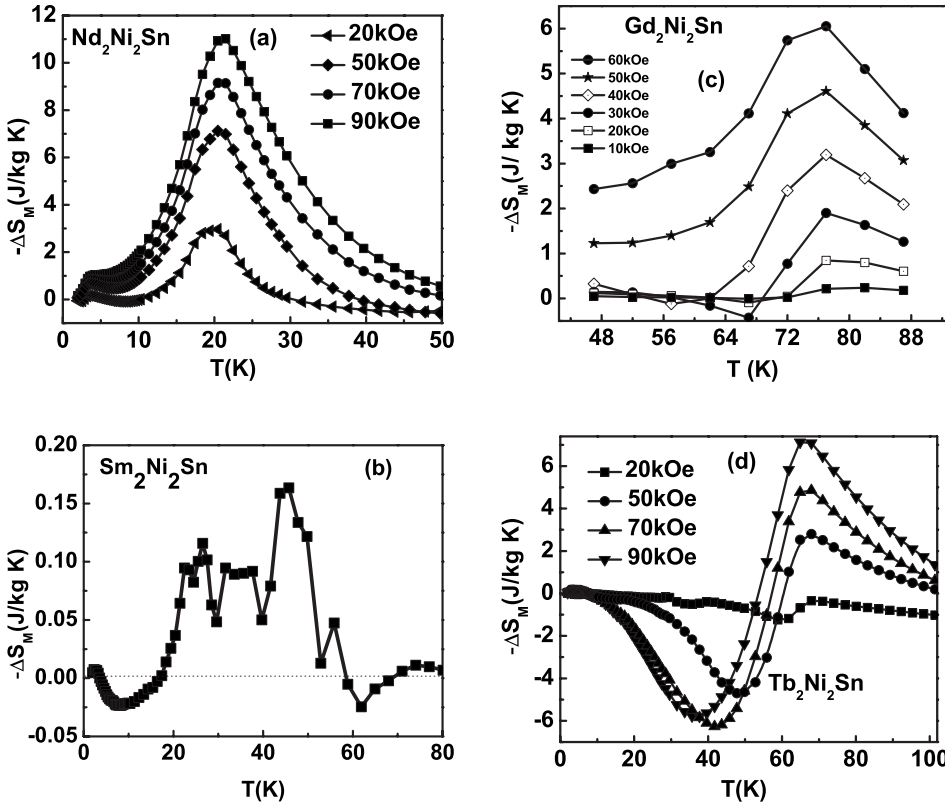 Nd₂Ni₂Sn
(a)
20kOe
50kOe
70kOe
90kOe
-ΔS_M(J/kg K)
12
10
8
6
4
2
0
0 10 20 30 40 50
T(K)
Gd₂Ni₂Sn
(c)
60kOe
50kOe
40kOe
30kOe
20kOe
10kOe
-ΔS_M(J/ kg K)
6
5
4
3
2
1
0
48 56 64 72 80 88
T (K)
Sm₂Ni₂Sn
(b)
-ΔS_M(J/kg K)
0.20
0.15
0.10
0.05
0.00
-0.05
0 20 40 60 80
T(K)
(d)
20kOe
50kOe
70kOe
90kOe
Tb₂Ni₂Sn
-ΔS_M(J/kg K)
6
4
2
0
-2
-4
-6
0 20 40 60 80 100
T(K)